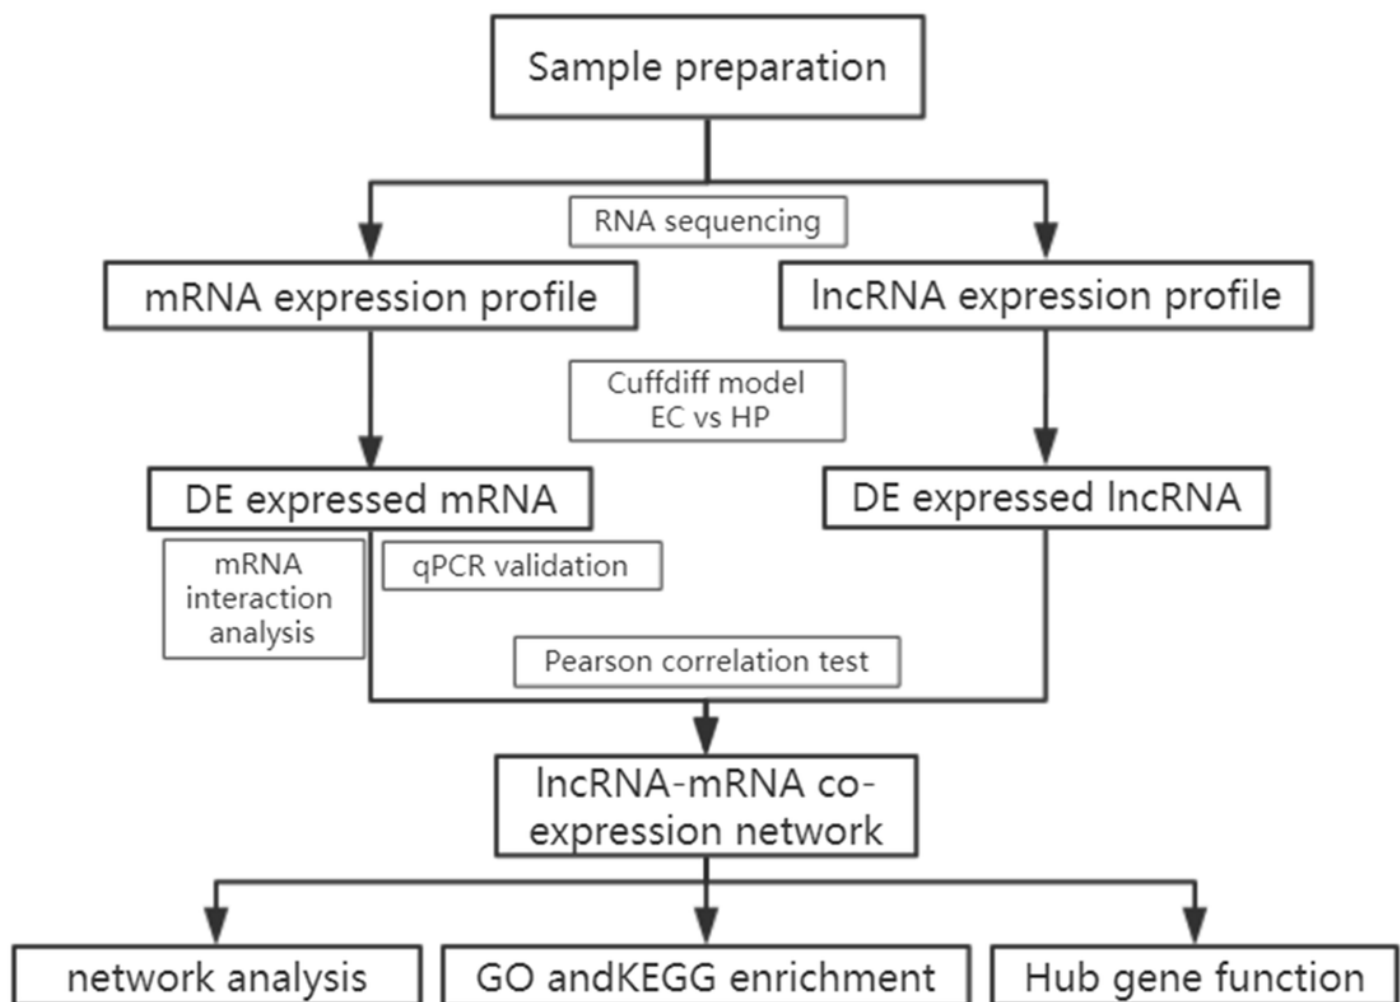 Sample preparation
RNA sequencing
mRNA expression profile
lncRNA expression profile
Cuffdiff model
EC vs HP
DE expressed mRNA
DE expressed lncRNA
mRNA
interaction
analysis
qPCR validation
Pearson correlation test
lncRNA-mRNA co-
expression network
network analysis
GO andKEGG enrichment
Hub gene function